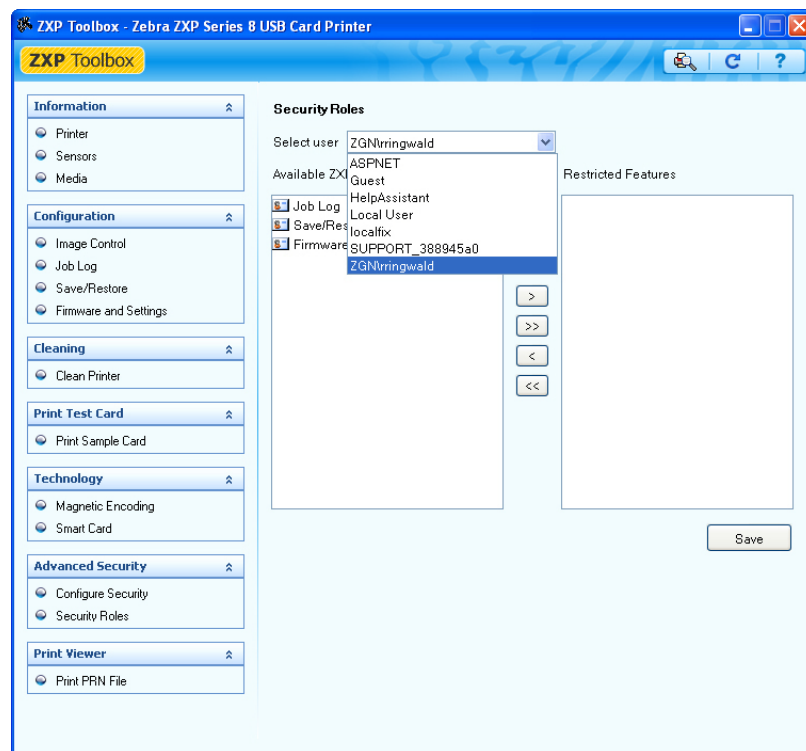 ZXP Toolbox - Zebra ZXP Series 8 USB Card Printer
ZXP Toolbox
?
Information
Printer
Sensors
Media
Configuration
Image Control
Job Log
Save/Restore
Firmware and Settings
Cleaning
Clean Printer
Print Test Card
Print Sample Card
Technology
Magnetic Encoding
Smart Card
Advanced Security
Configure Security
Security Roles
Print Viewer
Print PRN File
Security Roles
Select user ZGN\rringwald
ASPNET
Guest
HelpAssistant
Local User
localfix
SUPPORT_388945a0
ZGN\rringwald
Available ZX
Job Log
Save/Res
Firmware
>
>>
<
<<
Restricted Features
Save